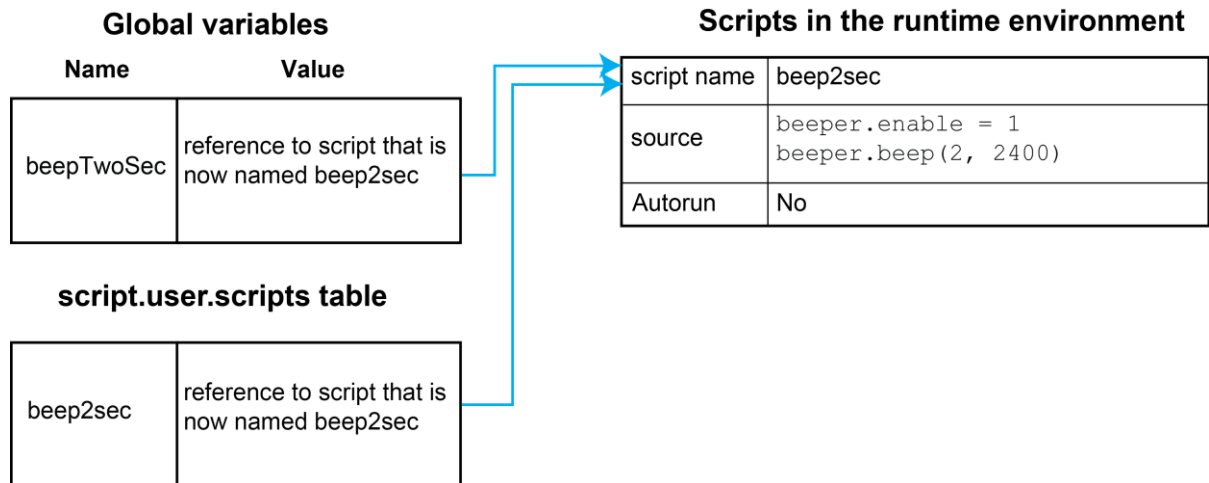 Global variables
Name Value
beepTwoSec
reference to script that is
now named beep2sec
script.user.scripts table
beep2sec
reference to script that is
now named beep2sec
Scripts in the runtime environment
script name beep2sec
source
beeper.enable = 1
beeper.beep(2, 2400)
Autorun No